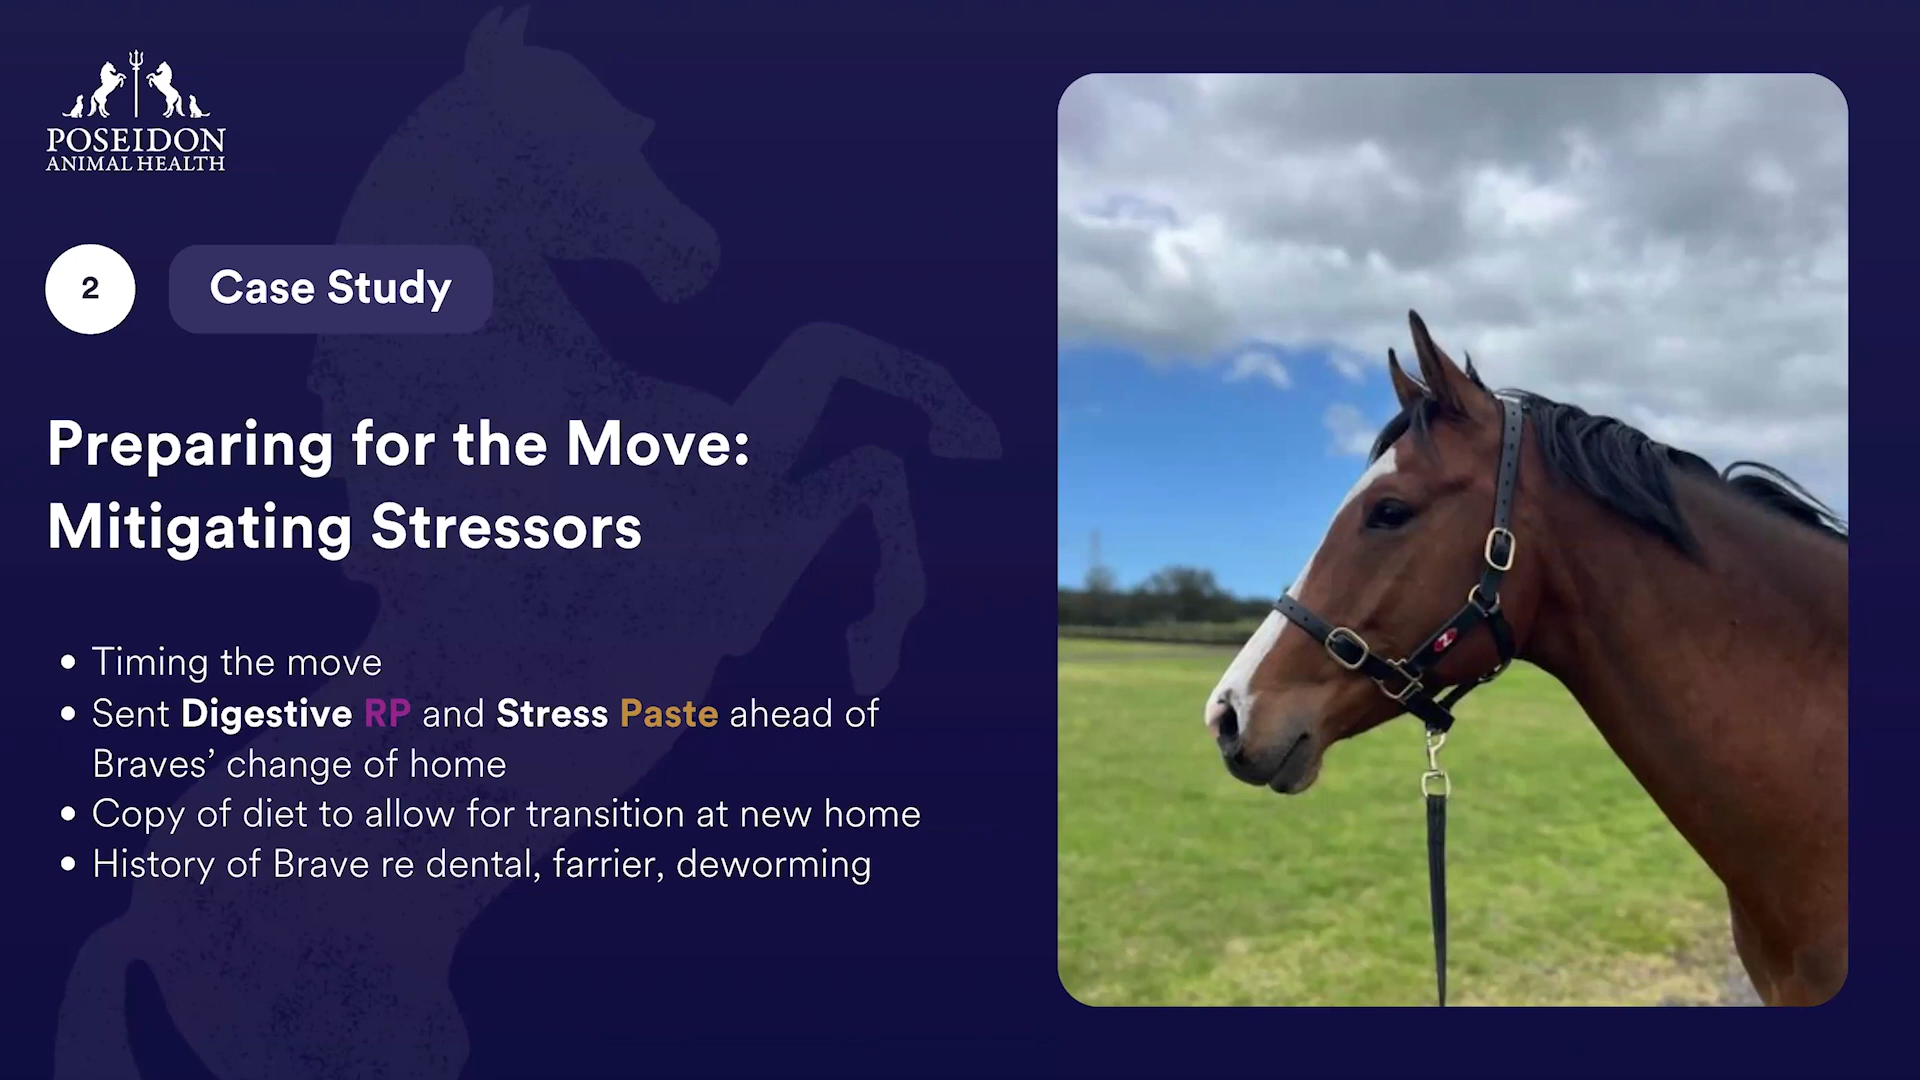 POSEIDON
ANIMAL HEALTH
2
Case Study
Preparing for the Move:
Mitigating Stressors
• Timing the move
• Sent Digestive RP and Stress Paste ahead of
Braves’ change of home
• Copy of diet to allow for transition at new home
• History of Brave re dental, farrier, deworming